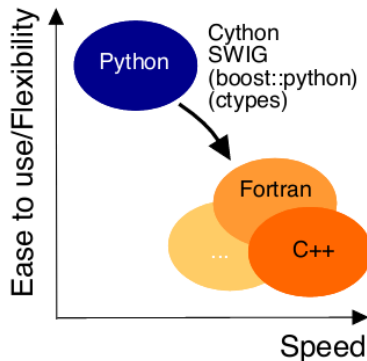 Ease to use/Flexibility
Python
Cython
SWIG
(boost::python)
(ctypes)
Fortran
...
C++
Speed